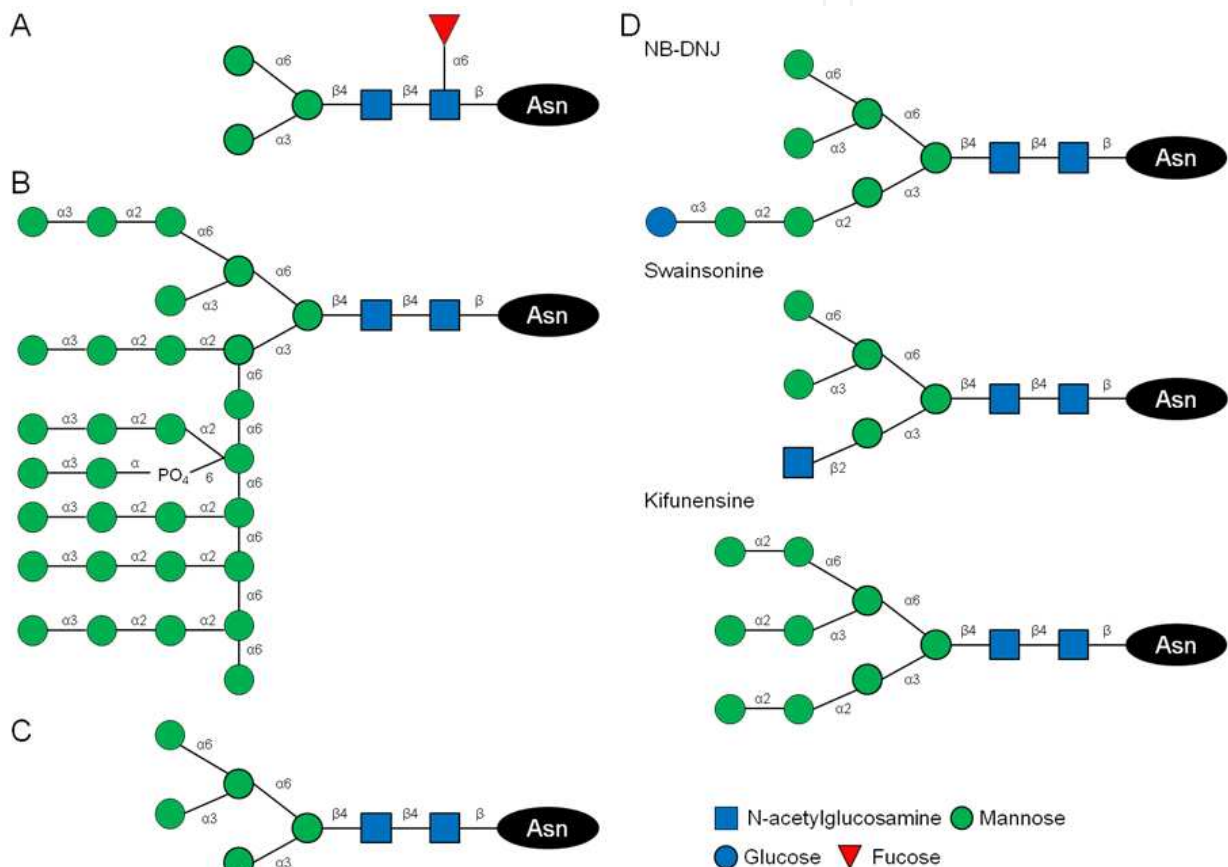 A
α6
α6
β4
β4
β
Asn
α3
B
α3
α2
α6
α6
α3
β4
β4
β
Asn
α3
α2
α2
α3
α6
α3
α2
α2
α6
α3
α
PO4
6
α6
α3
α2
α2
α6
α3
α2
α2
α6
α3
α2
α2
α6
C
α6
α6
α3
β4
β4
β
Asn
α3
D
NB-DNJ
α6
α6
α3
β4
β4
β
Asn
α3
α3
α2
α2
Swainsonine
α6
α6
α3
β4
β4
β
Asn
α3
β2
Kifunensine
α2
α6
α6
α2
α3
β4
β4
β
Asn
α3
α2
α2
N-acetylglucosamine
Mannose
Glucose
Fucose